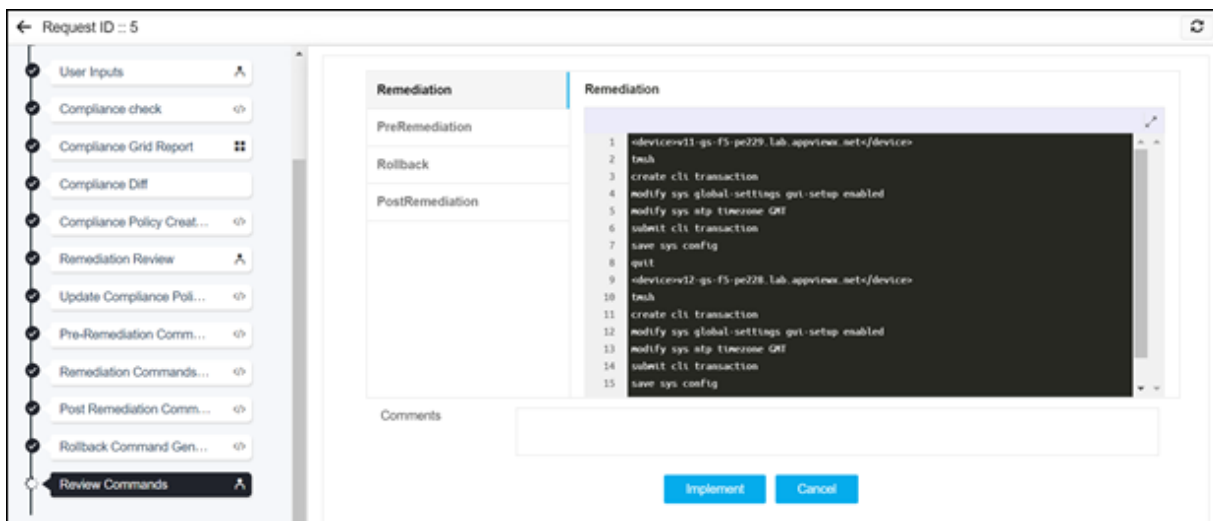 Request ID :: 5
User Inputs
Compliance check
Compliance Grid Report
Compliance Diff
Compliance Policy Creat...
Remediation Review
Update Compliance Poli...
Pre-Remediation Comm...
Remediation Commands...
Post Remediation Comm...
Rollback Command Gen...
Review Commands
Remediation
PreRemediation
Rollback
PostRemediation
Remediation
1 <device>v11-gs-f5-pe229.lab.appviewx.net</device>
2 tmsh
3 create cli transaction
4 modify sys global-settings gui-setup enabled
5 modify sys ntp timezone GMT
6 submit cli transaction
7 save sys config
8 quit
9 <device>v12-gs-f5-pe228.lab.appviewx.net</device>
10 tmsh
11 create cli transaction
12 modify sys global-settings gui-setup enabled
13 modify sys ntp timezone GMT
14 submit cli transaction
15 save sys config
Comments
Implement
Cancel